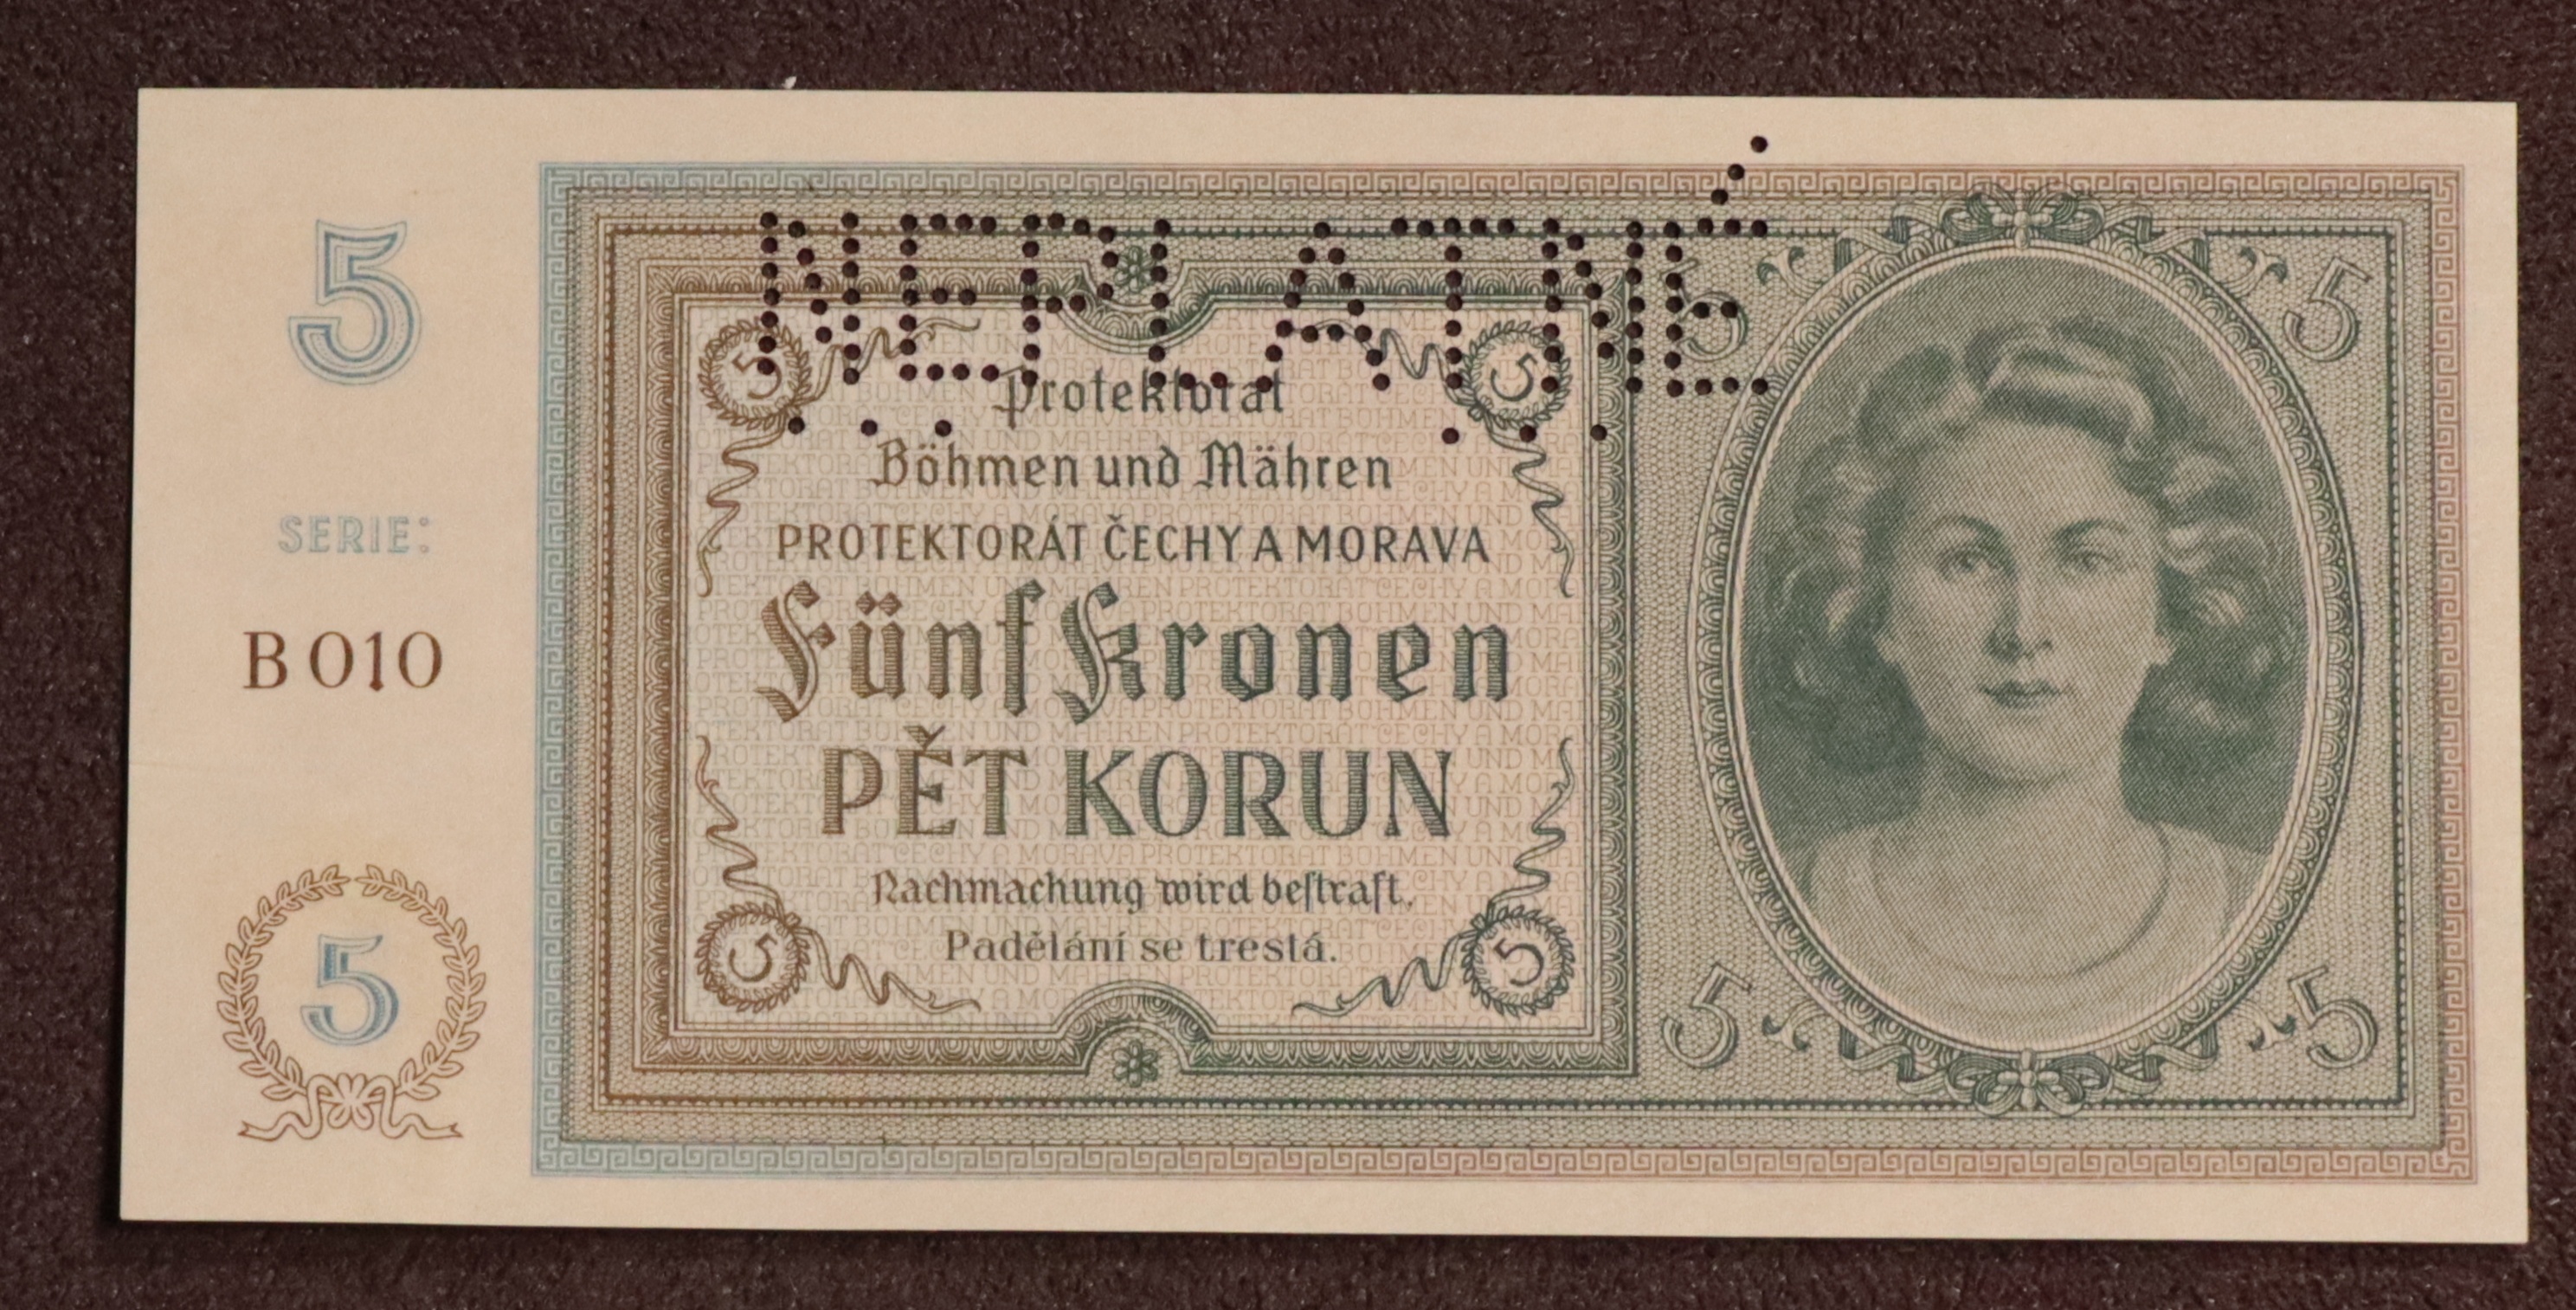 5
SERIE:
B 010
5
NEPLATNÉ
. . . . . .
5 5
5 5
Protektorat
Böhmen und Mähren
PROTEKTORÁT ČECHY A MORAVA
Fünf Kronen
PĚT KORUN
Nachmachung wird beſtraft.
Padělání se trestá.
5 5
5 5